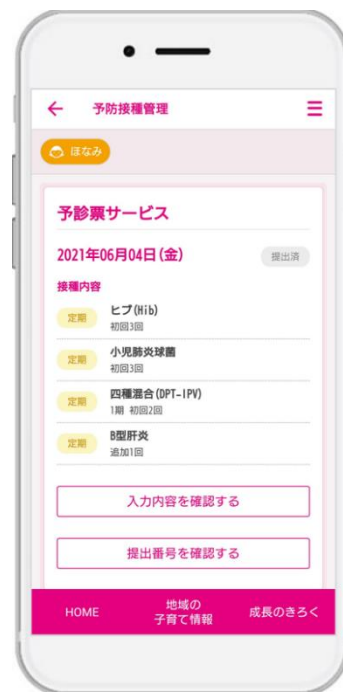 予防接種管理
ほなみ
予診票サービス
2021年06月04日(金)
提出済
接種内容
定期
ヒブ(Hib)
初回3回
定期
小児肺炎球菌
初回3回
定期
四種混合(DPT-IPV)
1期 初回2回
定期
B型肝炎
追加1回
入力内容を確認する
提出番号を確認する
HOME
地域の
子育て情報
成長のきろく